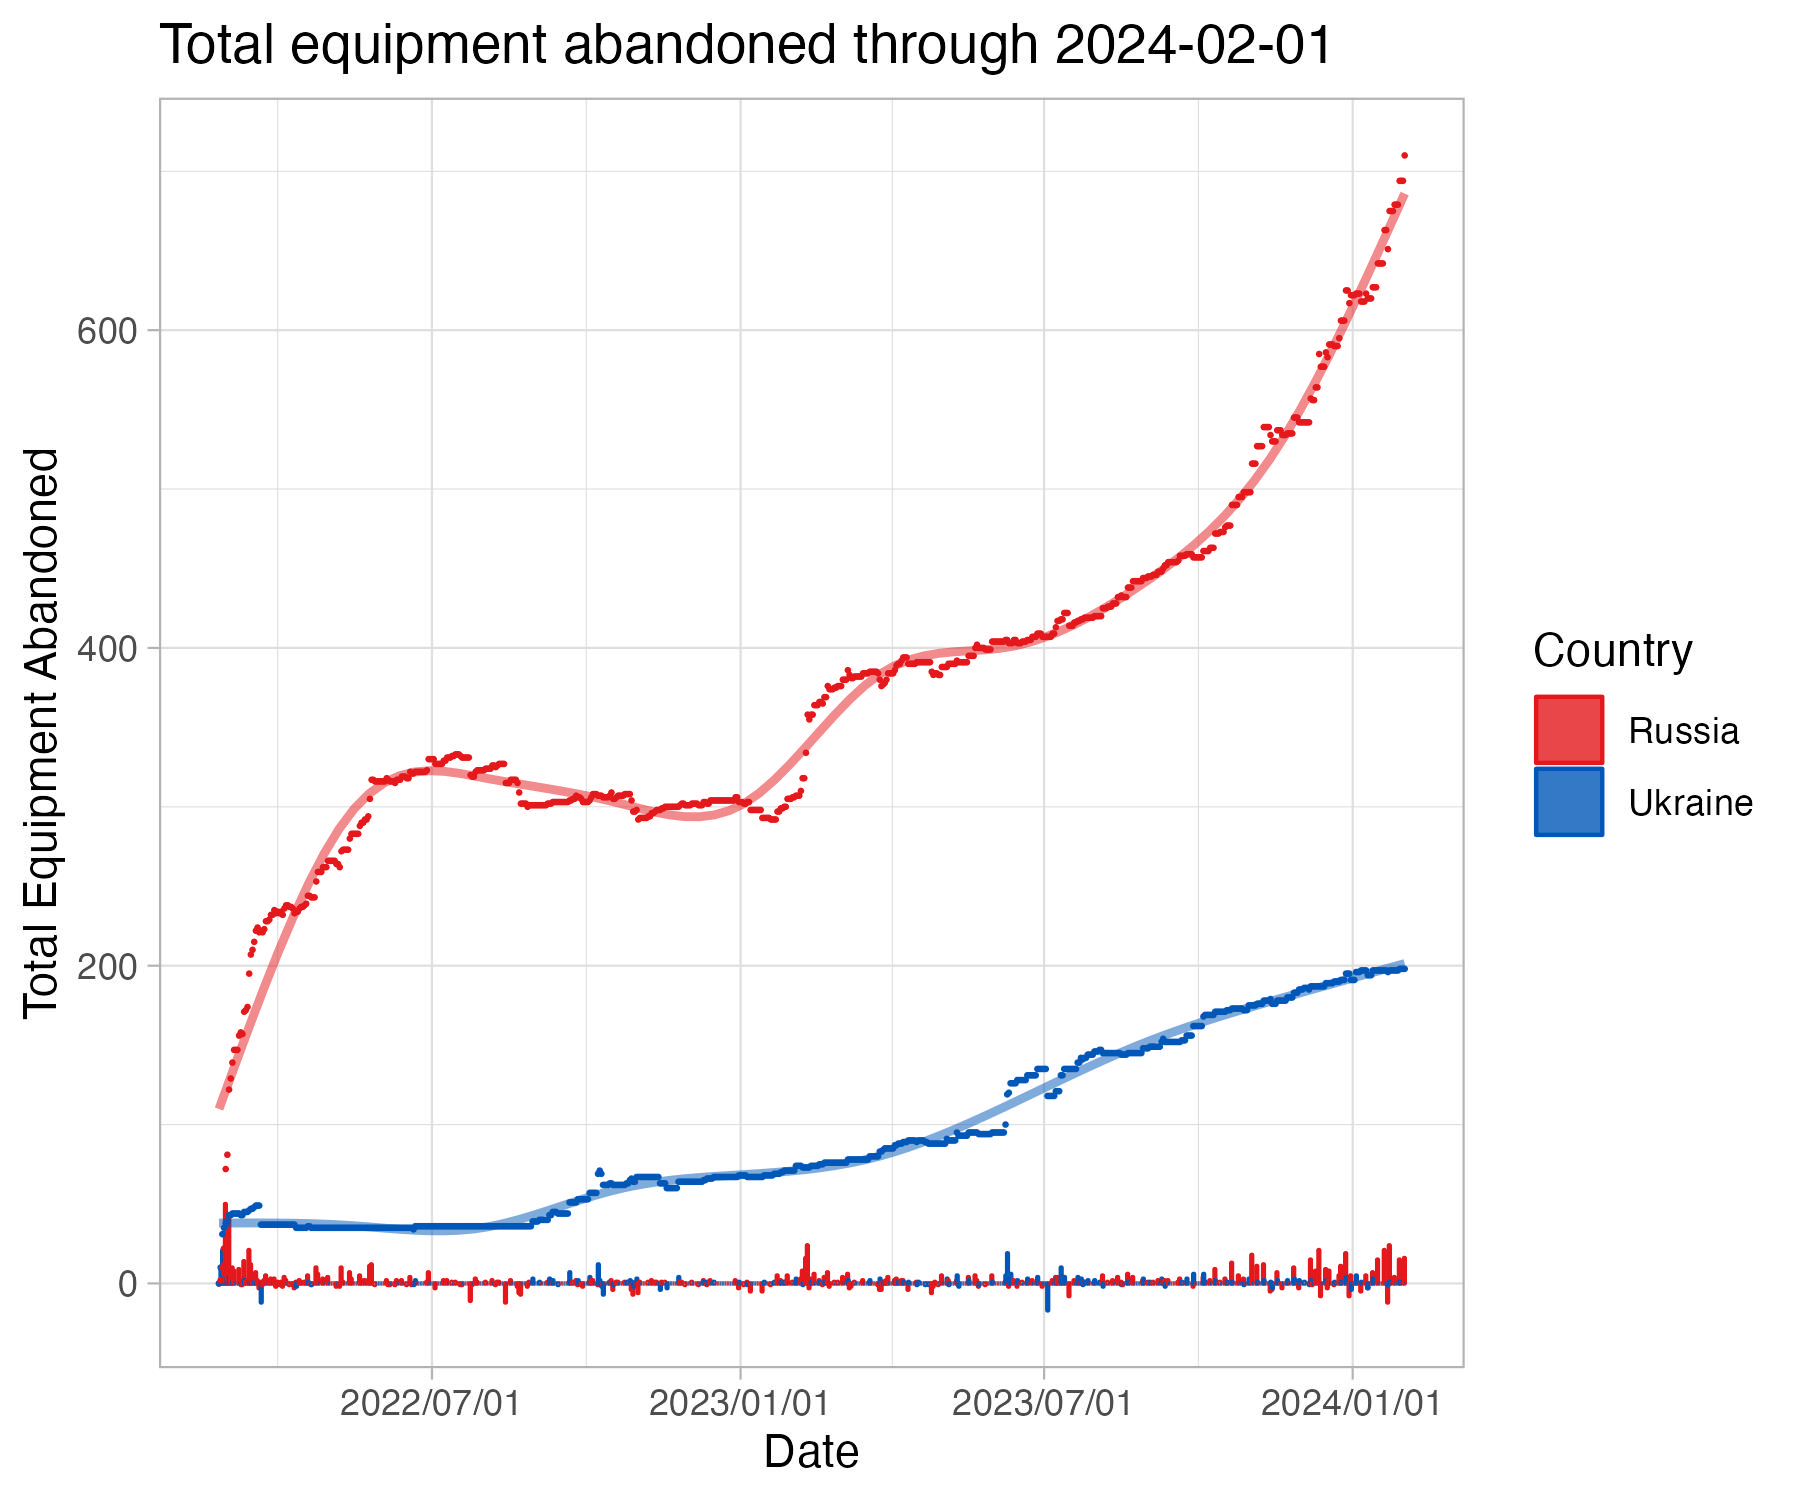 Total equipment abandoned through 2024-02-01
Total Equipment Abandoned
600
400
200
0
2022/07/01
2023/01/01
2023/07/01
2024/01/01
Date
Country
Russia
Ukraine